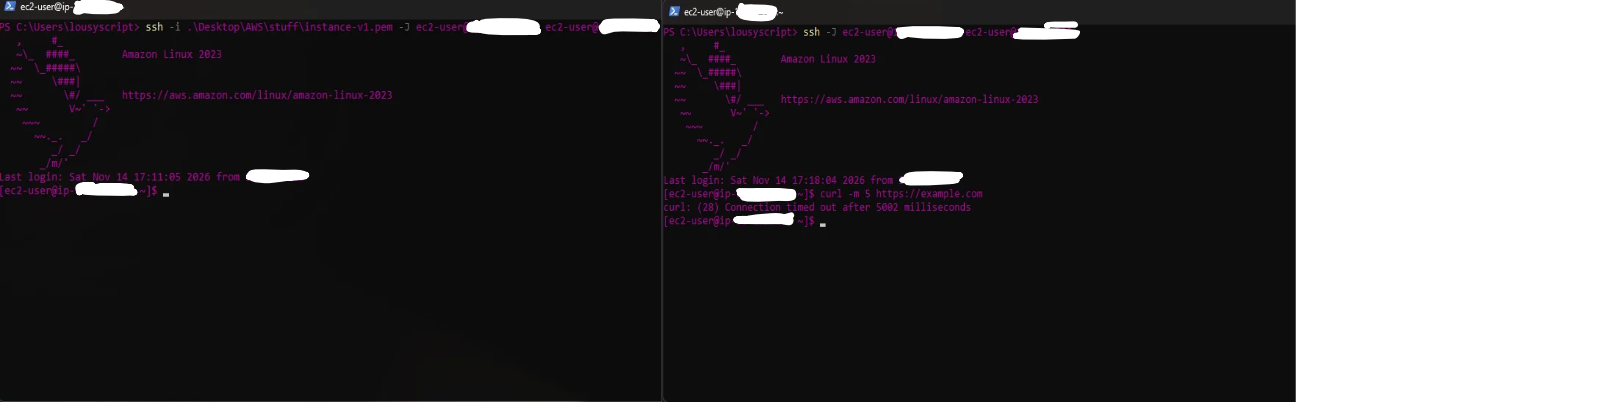 ec2-user@ip-
PS C:\Users\lousyscript> ssh -i .\Desktop\AWS\stuff\instance-v1.pem -J ec2-user@ ec2-user@
   ,     #_
   ~\_  ####_        Amazon Linux 2023
  ~~  \_#####\
  ~~     \###|
  ~~       \#/ ___   https://aws.amazon.com/linux/amazon-linux-2023
   ~~       V~' '->
    ~~~         /
      ~~._.   _/
         _/ _/
       _/m/'
Last login: Sat Nov 14 17:11:05 2026 from
[ec2-user@ip- ~]$
ec2-user@ip- ~
PS C:\Users\lousyscript> ssh -J ec2-user@ ec2-user@
   ,     #_
   ~\_  ####_        Amazon Linux 2023
  ~~  \_#####\
  ~~     \###|
  ~~       \#/ ___   https://aws.amazon.com/linux/amazon-linux-2023
   ~~       V~' '->
    ~~~         /
      ~~._.   _/
         _/ _/
       _/m/'
Last login: Sat Nov 14 17:18:04 2026 from
[ec2-user@ip- ~]$ curl -m 5 https://example.com
curl: (28) Connection timed out after 5002 milliseconds
[ec2-user@ip- ~]$